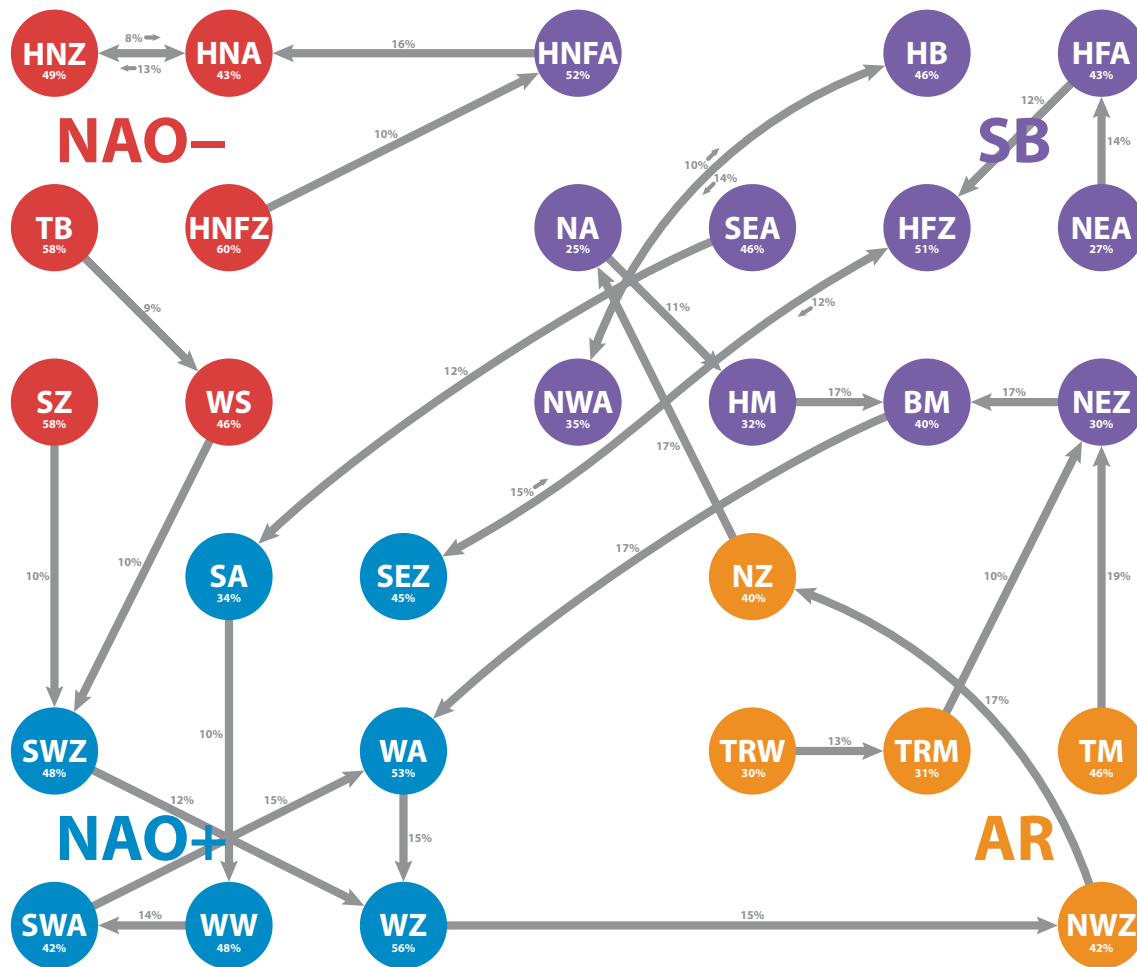 HNZ
49%
8%
13%
HNA
43%
16%
HNFA
52%
HB
46%
HFA
43%
NAO−
10%
10%
14%
12%
SB
14%
TB
58%
HNFZ
60%
NA
25%
SEA
46%
HFZ
51%
NEA
27%
9%
11%
12%
SZ
58%
WS
46%
12%
NWA
35%
HM
32%
17%
BM
40%
17%
NEZ
30%
17%
15%
10%
10%
SA
34%
SEZ
45%
17%
NZ
40%
10%
19%
SWZ
48%
10%
WA
53%
TRW
30%
13%
TRM
31%
17%
TM
46%
12%
15%
NAO+
15%
AR
SWA
42%
14%
WW
48%
WZ
56%
15%
NWZ
42%